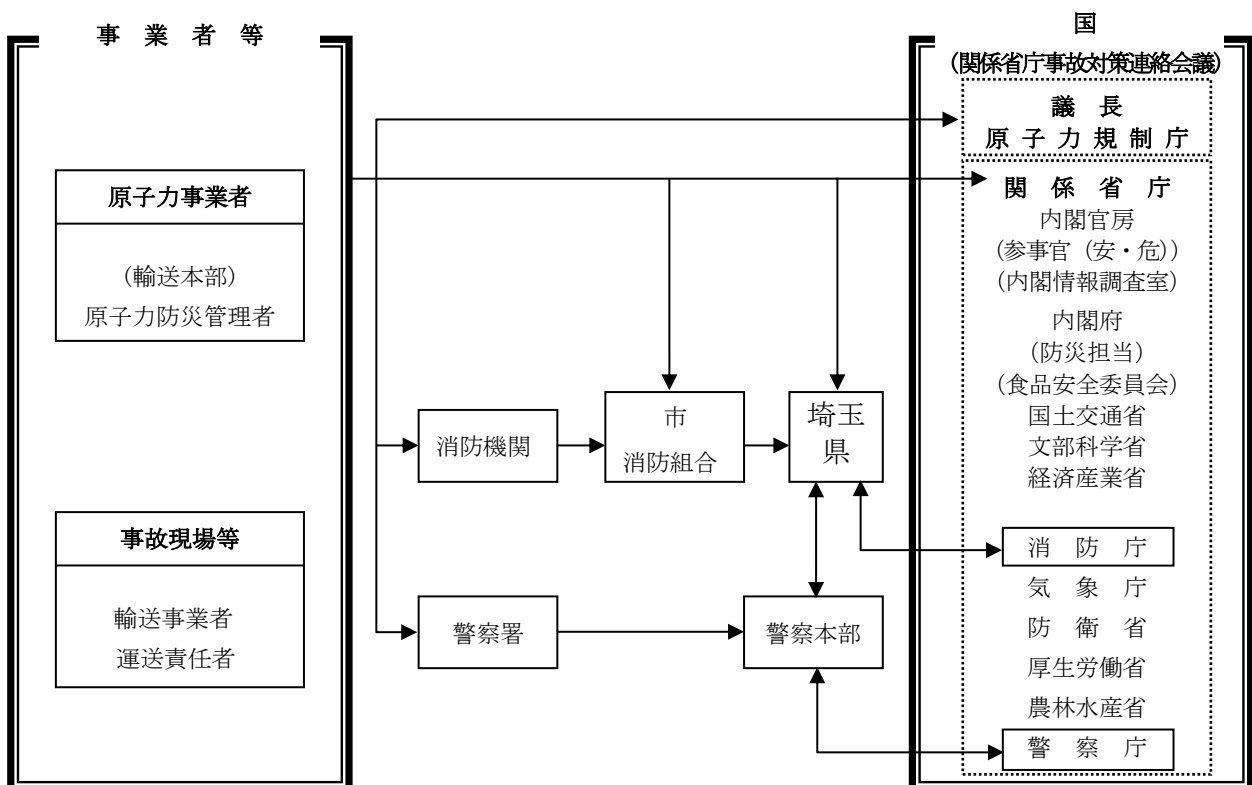 事業者等
原子力事業者
(輸送本部)
原子力防災管理者
事故現場等
輸送事業者
運送責任者
消防機関
市
消防組合
埼玉
県
警察署
警察本部
国
(関係省庁事故対策連絡会議)
議長
原子力規制庁
関係省庁
内閣官房
(参事官(安・危))
(内閣情報調査室)
内閣府
(防災担当)
(食品安全委員会)
国土交通省
文部科学省
経済産業省
消防庁
気象庁
防衛省
厚生労働省
農林水産省
警察庁